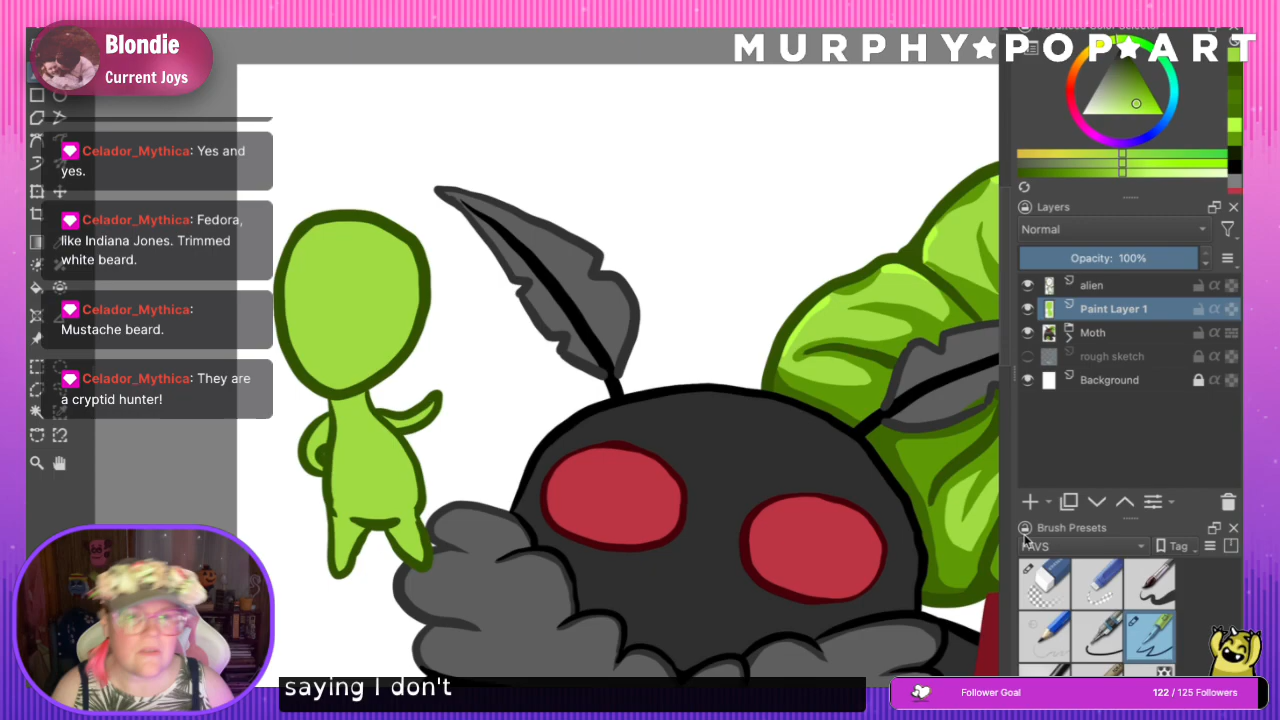 Blondie
Current Joys
MURPHY★POP★ART
Celador_Mythica: Yes and
yes.
Celador_Mythica: Fedora,
like Indiana Jones. Trimmed
white beard.
Celador_Mythica:
Mustache beard.
Celador_Mythica: They are
a cryptid hunter!
Layers
Normal
Opacity: 100%
alien
Paint Layer 1
Moth
rough sketch
Background
Brush Presets
Tag
saying I don't
Follower Goal
122 / 125 Followers